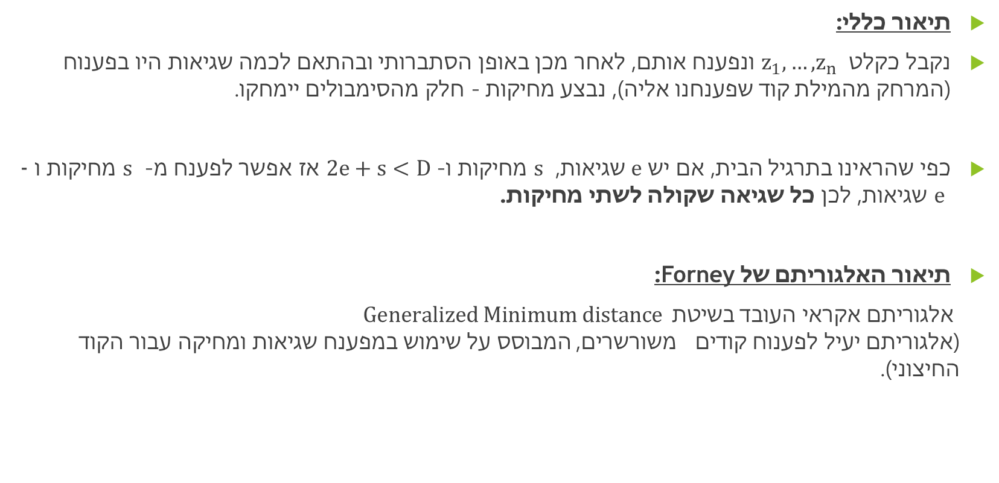 תיאור כללי:
נקבל כקלט z₁, … ,zₙ ונפענח אותם, לאחר מכן באופן הסתברותי ובהתאם לכמה שגיאות היו בפענוח
(המרחק מהמילת קוד שפענחנו אליה), נבצע מחיקות - חלק מהסימבולים יימחקו.
כפי שהראינו בתרגיל הבית, אם יש e שגיאות, s מחיקות ו- 2e + s < D אז אפשר לפענח מ- s מחיקות ו -
e שגיאות, לכן כל שגיאה שקולה לשתי מחיקות.
תיאור האלגוריתם של Forney:
אלגוריתם אקראי העובד בשיטת Generalized Minimum distance
(אלגוריתם יעיל לפענוח קודים משורשרים, המבוסס על שימוש במפענח שגיאות ומחיקה עבור הקוד
החיצוני).